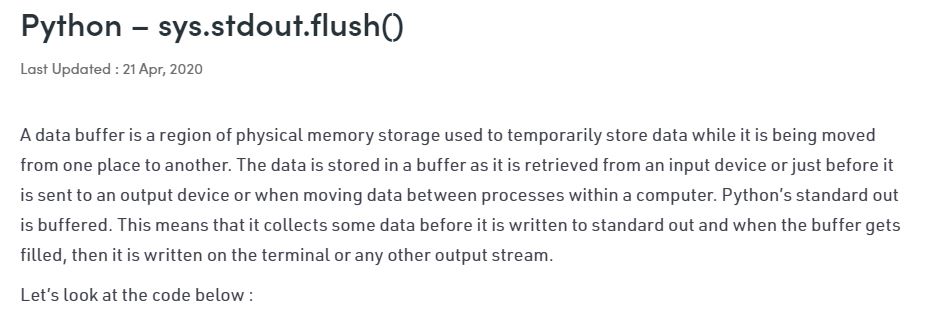 Python – sys.stdout.flush()
Last Updated : 21 Apr, 2020
A data buffer is a region of physical memory storage used to temporarily store data while it is being moved
from one place to another. The data is stored in a buffer as it is retrieved from an input device or just before it
is sent to an output device or when moving data between processes within a computer. Python's standard out
is buffered. This means that it collects some data before it is written to standard out and when the buffer gets
filled, then it is written on the terminal or any other output stream.
Let's look at the code below :